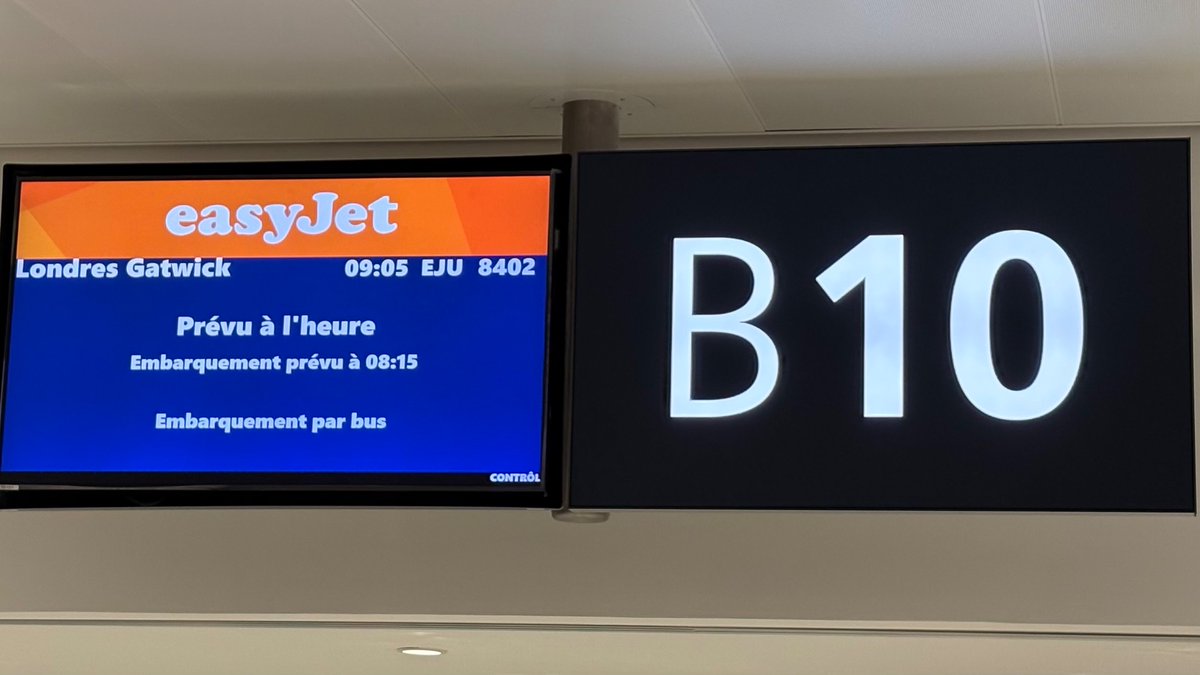 easyJet
Londres Gatwick 09:05 EJU 8402
Prévu à l'heure
Embarquement prévu à 08:15
Embarquement par bus
CONTRÔL
B10